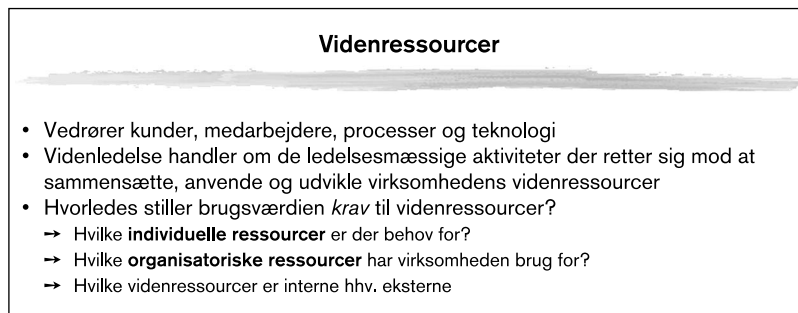 Videnressourcer
• Vedrører kunder, medarbejdere, processer og teknologi
• Videnledelse handler om de ledelsesmæssige aktiviteter der retter sig mod at
sammensætte, anvende og udvikle virksomhedens videnressourcer
• Hvorledes stiller brugsværdien krav til videnressourcer?
→ Hvilke individuelle ressourcer er der behov for?
→ Hvilke organisatoriske ressourcer har virksomheden brug for?
→ Hvilke videnressourcer er interne hhv. eksterne